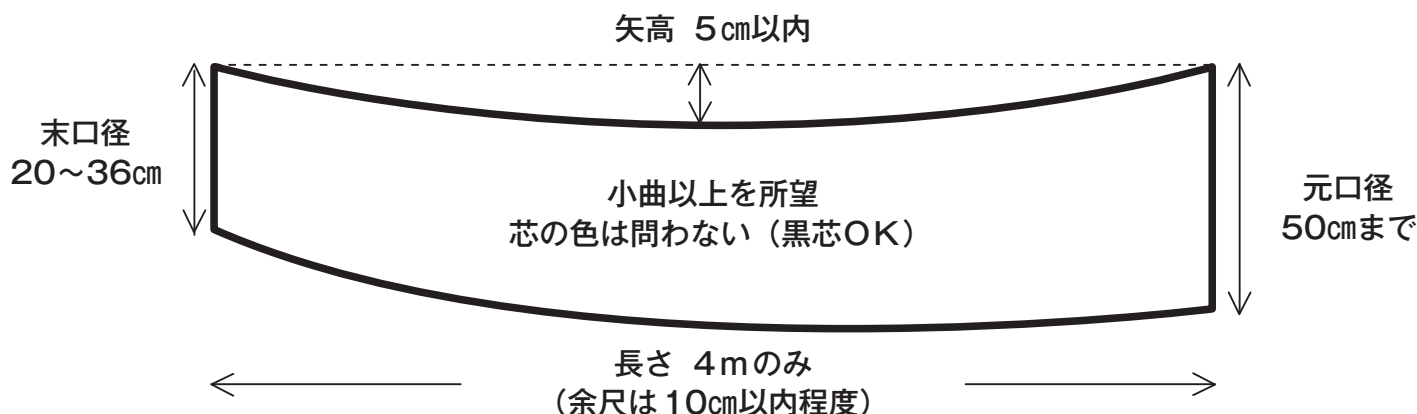 矢高 5㎝以内
末口径
20～36㎝
小曲以上を所望
芯の色は問わない（黒芯OK）
元口径
50㎝まで
長さ 4mのみ
（余尺は10㎝以内程度）